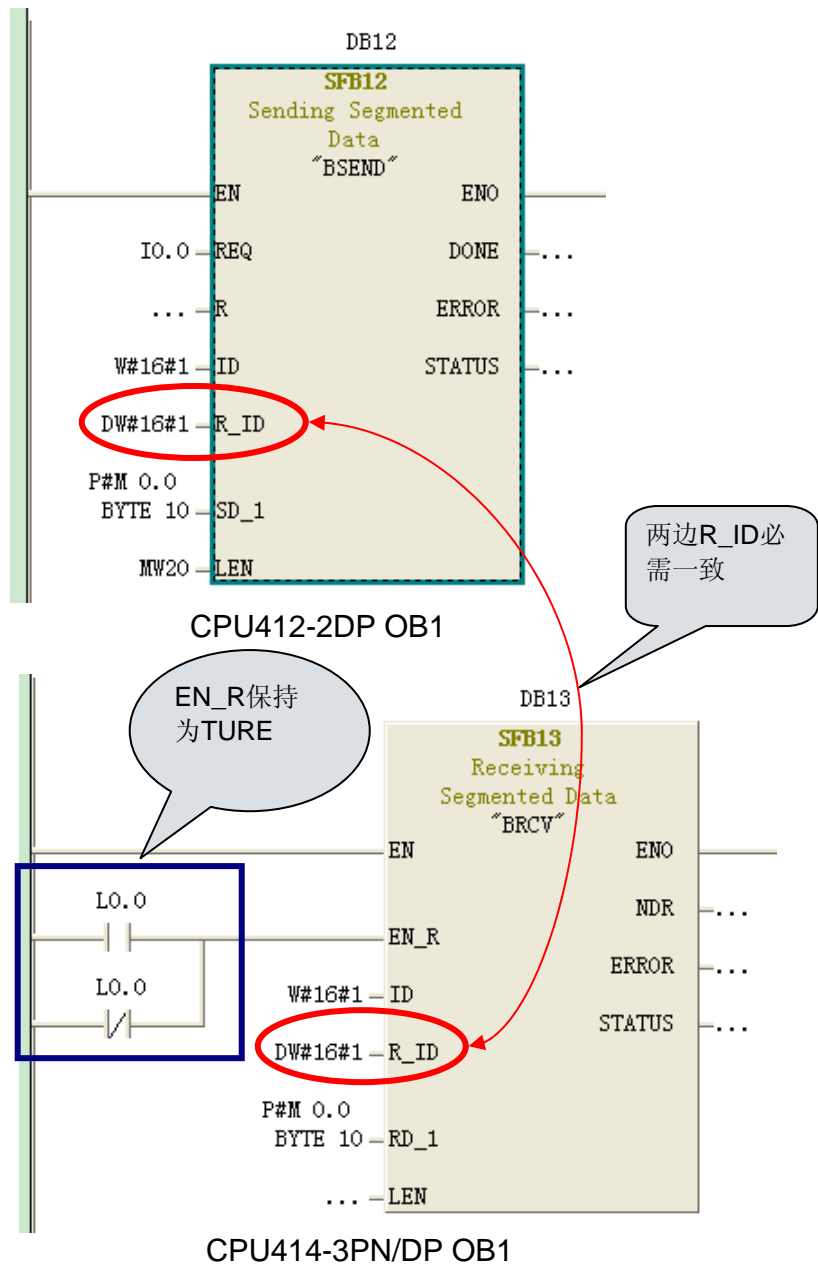 DB12
SFB12
Sending Segmented
Data
"BSEND"
EN ENO
I0.0 REQ DONE ...
... R ERROR ...
W#16#1 ID STATUS ...
DW#16#1 R_ID
P#M 0.0
BYTE 10 SD_1
MW20 LEN
两边R_ID必
需一致
CPU412-2DP OB1
EN_R保持
为TURE
DB13
SFB13
Receiving
Segmented Data
"BRCV"
EN ENO
L0.0
NDR ...
EN_R
ERROR ...
L0.0
W#16#1 ID
STATUS ...
DW#16#1 R_ID
P#M 0.0
BYTE 10 RD_1
... LEN
CPU414-3PN/DP OB1